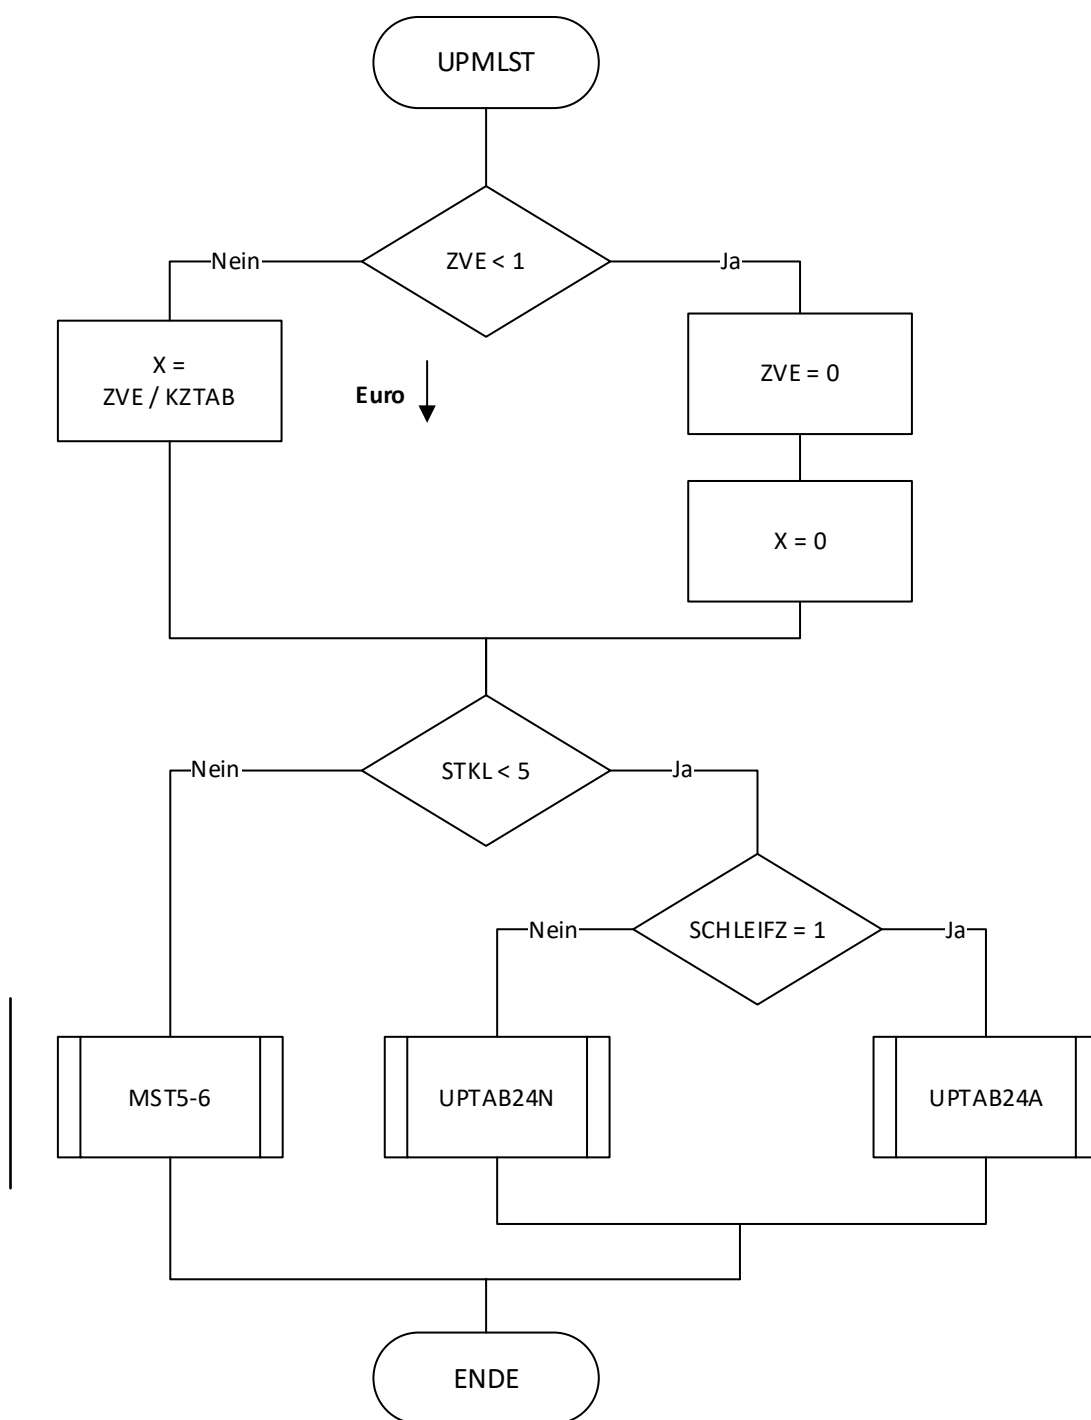 UPMLST
Nein
ZVE < 1
Ja
X =
ZVE / KZTAB
Euro
ZVE = 0
X = 0
Nein
STKL < 5
Ja
Nein
SCHLEIFZ = 1
Ja
MST5-6
UPTAB24N
UPTAB24A
ENDE